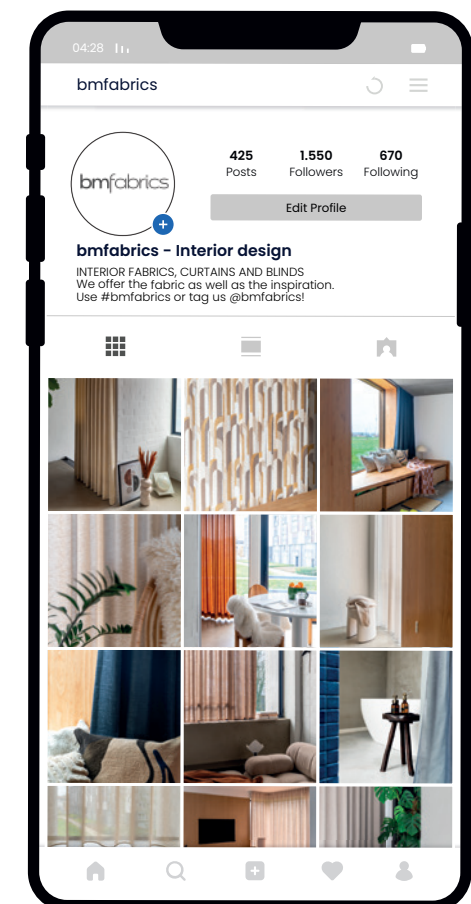 04:28
bmfabrics
bmfabrics
425 1.550 670
Posts Followers Following
Edit Profile
bmfabrics - Interior design
INTERIOR FABRICS, CURTAINS AND BLINDS
We offer the fabric as well as the inspiration.
Use #bmfabrics or tag us @bmfabrics!